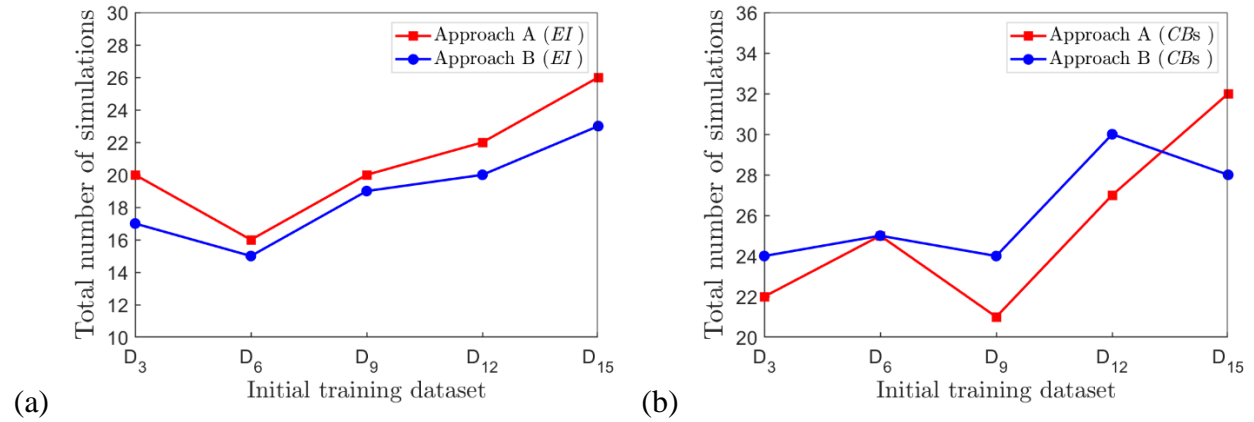 Total number of simulations
30
28
26
24
22
20
18
16
14
12
10
Approach A (EI)
Approach B (EI)
D3
D6
D9
D12
D15
Initial training dataset
(a)
Total number of simulations
36
34
32
30
28
26
24
22
20
Approach A (CBs)
Approach B (CBs)
D3
D6
D9
D12
D15
Initial training dataset
(b)